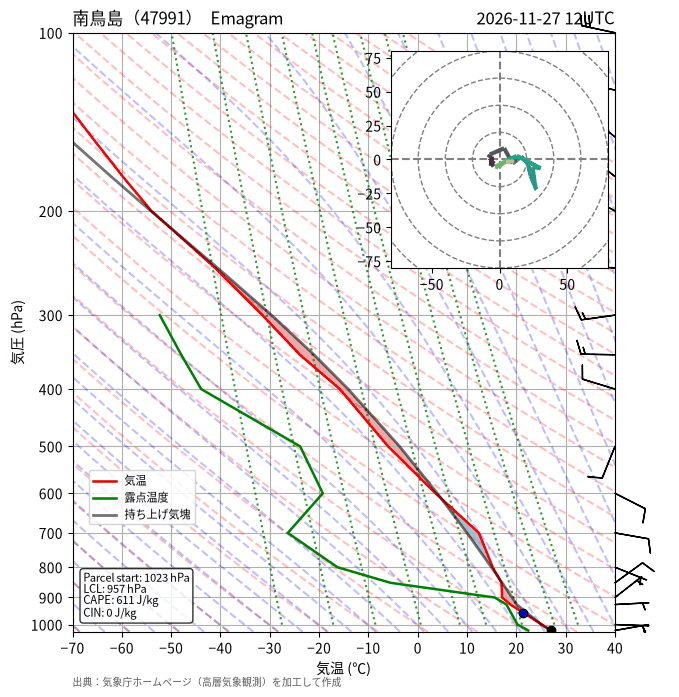 南鳥島（47991） Emagram
2026-11-27 12UTC
100
200
300
400
500
600
700
800
900
1000
気圧 (hPa)
75
50
25
0
−25
−50
−75
−50 0 50
気温
露点温度
持ち上げ気塊
Parcel start: 1023 hPa
LCL: 957 hPa
CAPE: 611 J/kg
CIN: 0 J/kg
−70 −60 −50 −40 −30 −20 −10 0 10 20 30 40
気温 (°C)
出典：気象庁ホームページ（高層気象観測）を加工して作成